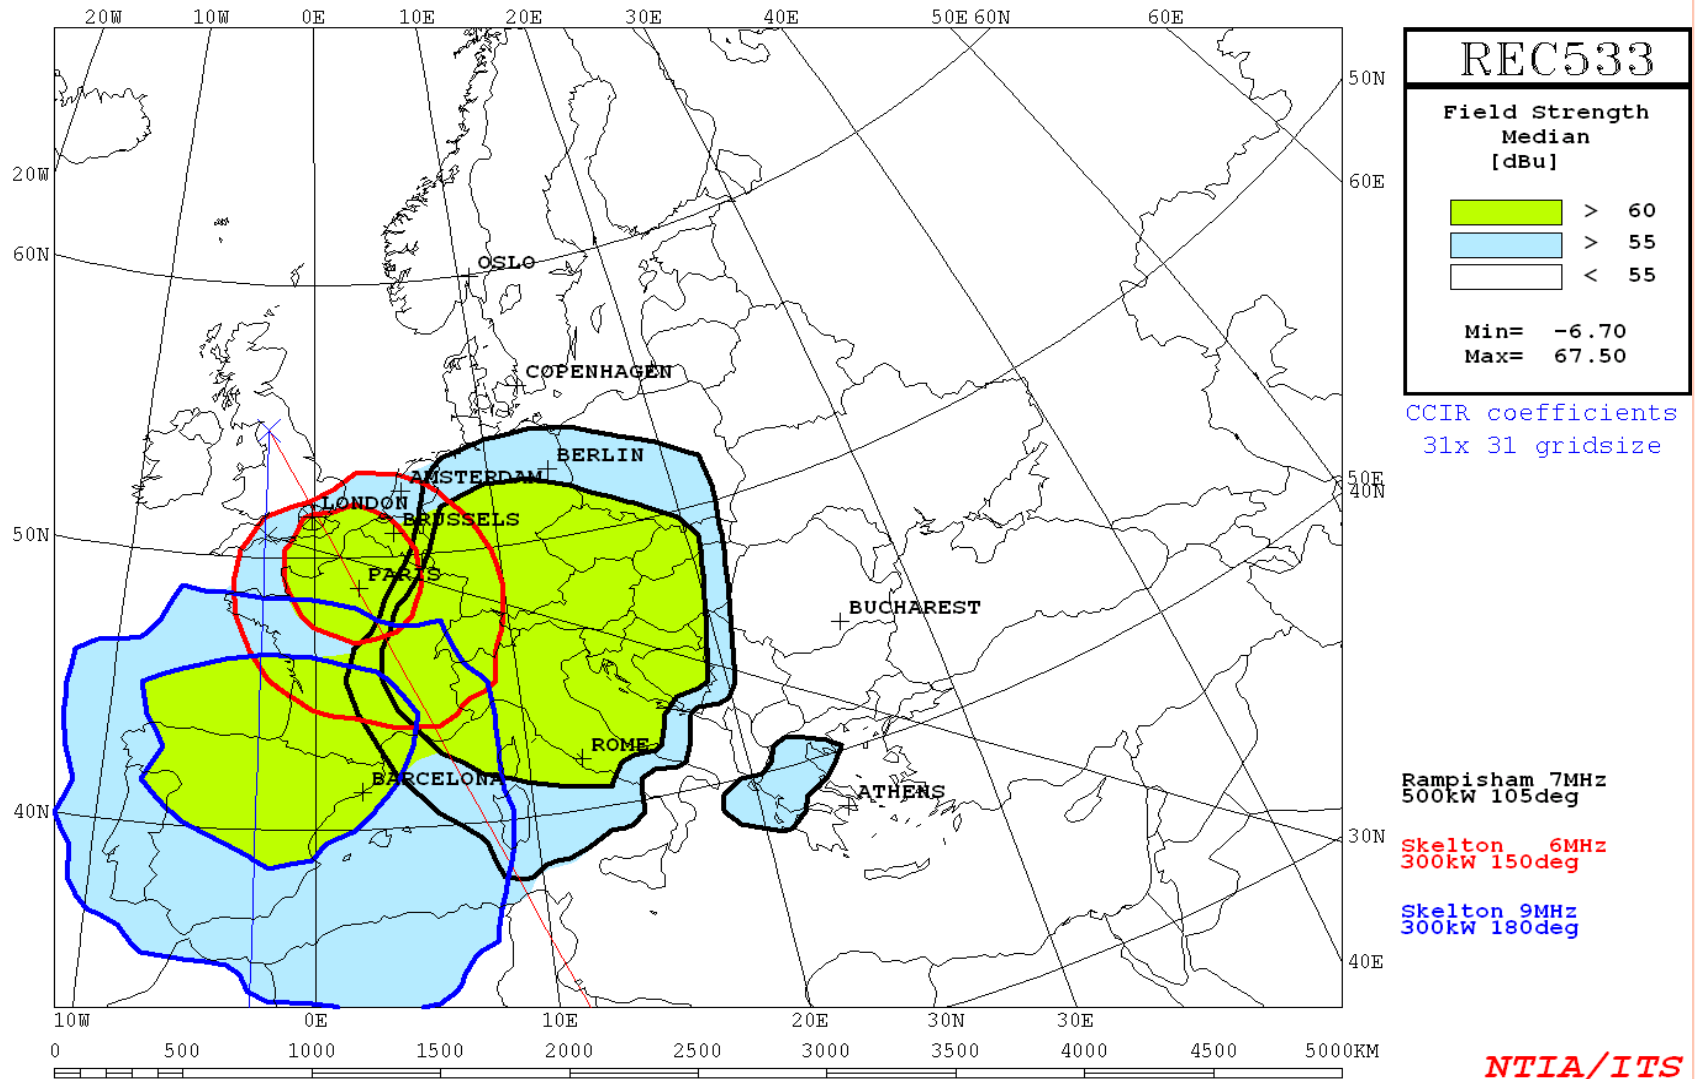 20W 10W 0E 10E 20E 30E 40E 50E 60N 60E
REC533
50N
Field Strength
Median
[dBu]
20W
60E
> 60
60N
> 55
OSLO
< 55
Min= -6.70
Max= 67.50
COPENHAGEN
CCIR coefficients
31x 31 gridsize
BERLIN
AMSTERDAM
50E
40N
LONDON
BRUSSELS
50N
PARIS
BUCHAREST
ROME
BARCELONA
ATHENS
Rampisham 7MHz
500kW 105deg
40N
30N
Skelton 6MHz
300kW 150deg
Skelton 9MHz
300kW 180deg
40E
10W 0E 10E 20E 30N 30E
0 500 1000 1500 2000 2500 3000 3500 4000 4500 5000KM
NTIA/ITS